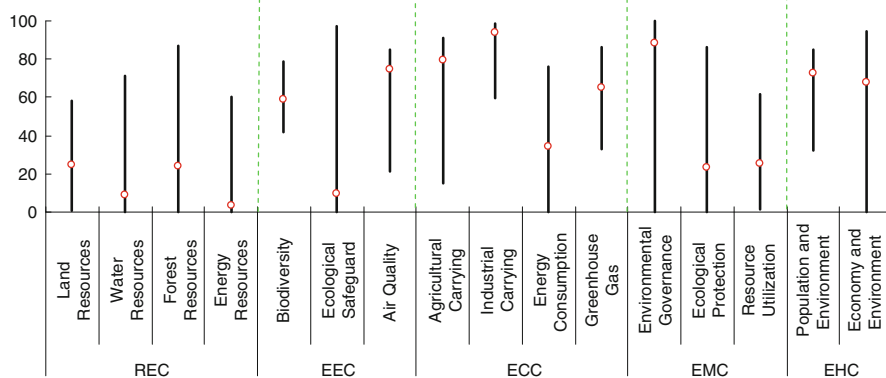 100
80
60
40
20
0
Land
Resources
Water
Resources
Forest
Resources
Energy
Resources
Biodiversity
Ecological
Safeguard
Air Quality
Agricultural
Carrying
Industrial
Carrying
Energy
Consumption
Greenhouse
Gas
Environmental
Governance
Ecological
Protection
Resource
Utilization
Population and
Environment
Economy and
Environment
REC
EEC
ECC
EMC
EHC